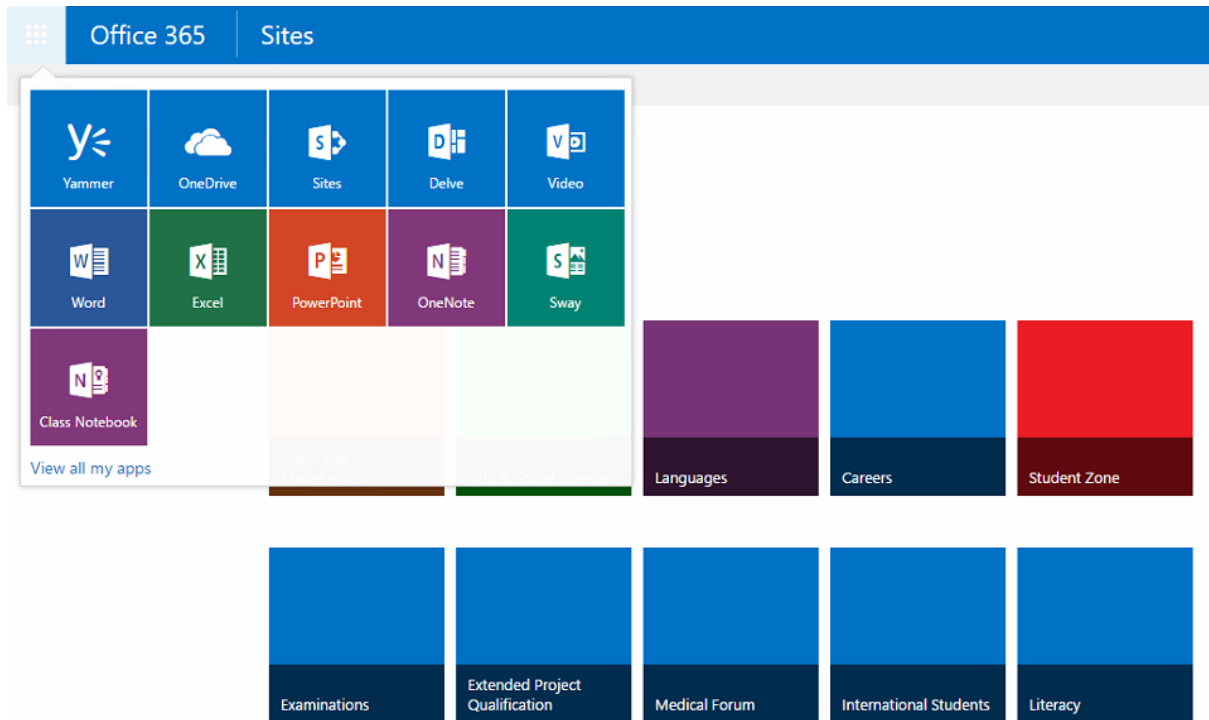 Office 365
Sites
Yammer
OneDrive
Sites
Delve
Video
Word
Excel
PowerPoint
OneNote
Sway
Class Notebook
View all my apps
Languages
Careers
Student Zone
Examinations
Extended Project
Qualification
Medical Forum
International Students
Literacy